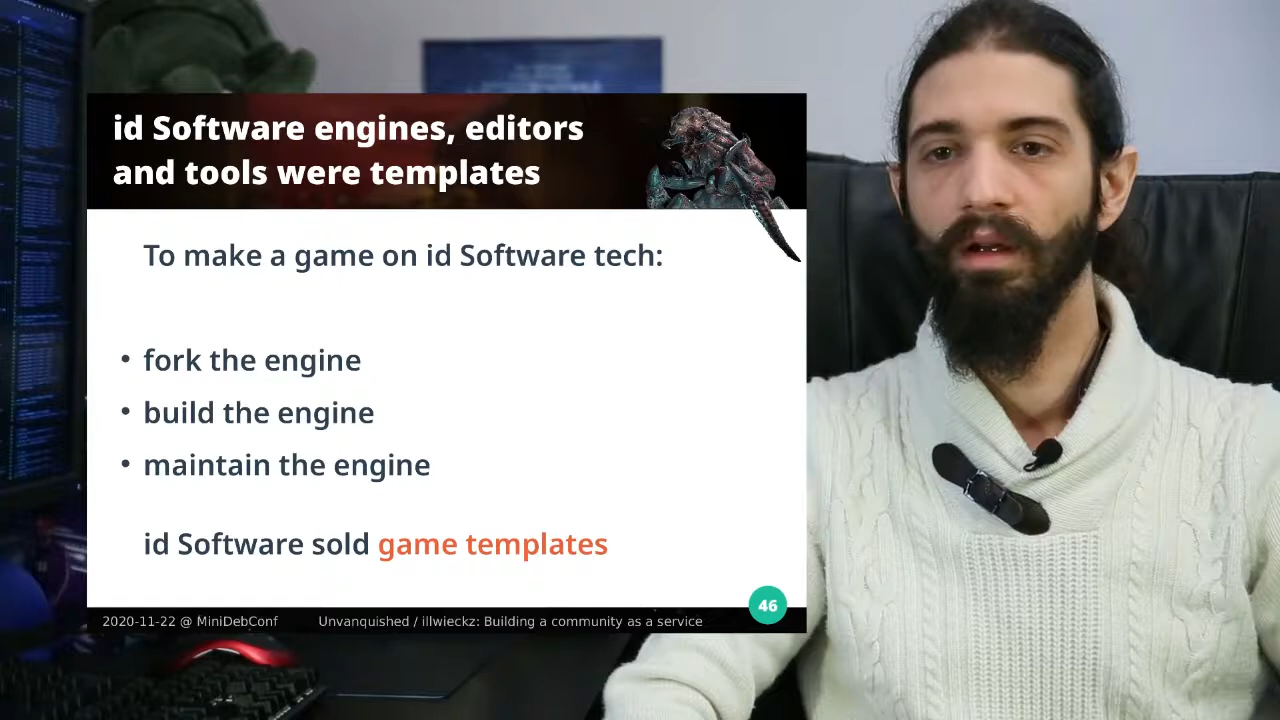 id Software engines, editors
and tools were templates
To make a game on id Software tech:
• fork the engine
• build the engine
• maintain the engine
id Software sold game templates
46
2020-11-22 @ MiniDebConf
Unvanquished / illwieckz: Building a community as a service